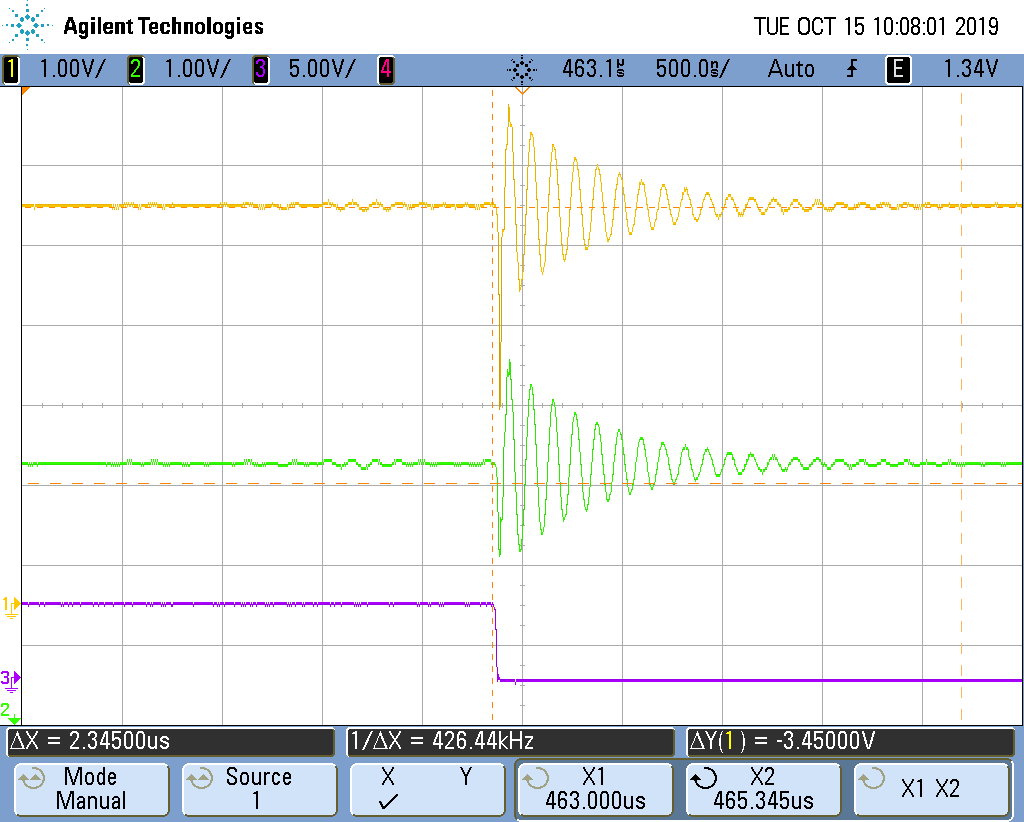 Agilent Technologies TUE OCT 15 10:08:01 2019
1 1.00V/ 2 1.00V/ 3 5.00V/ 4 463.1µs 500.0ns/ Auto E 1.34V
1
3
2
ΔX = 2.34500us 1/ΔX = 426.44kHz ΔY(1) = -3.45000V
Mode Source X Y X1 X2 X1 X2
Manual 1 ✓ 463.000us 465.345us